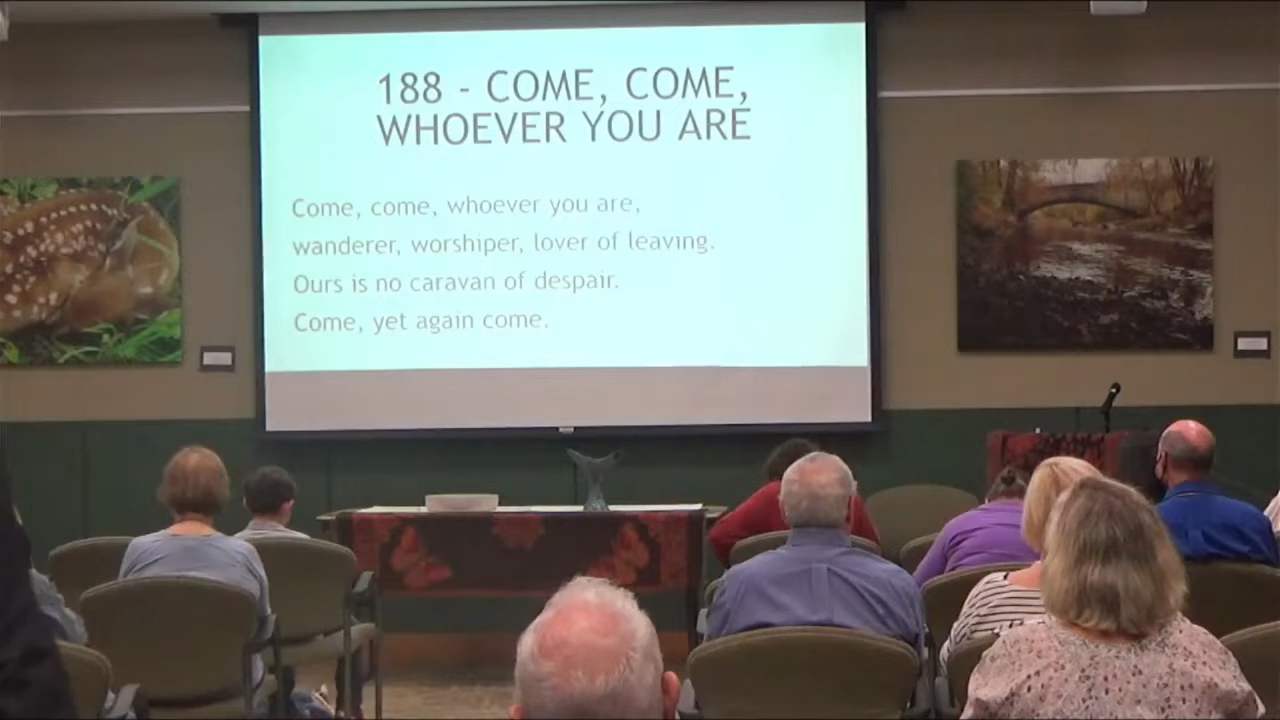 188 - COME, COME,
WHOEVER YOU ARE
Come, come, whoever you are,
wanderer, worshiper, lover of leaving.
Ours is no caravan of despair.
Come, yet again come.